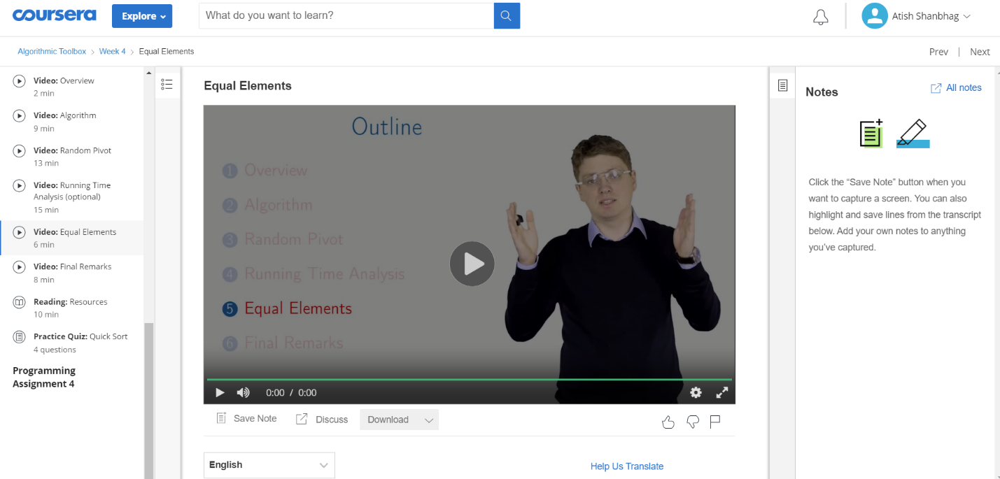 coursera
Explore
What do you want to learn?
Atish Shanbhag
Algorithmic Toolbox > Week 4 > Equal Elements
Prev | Next
Video: Overview
2 min
Video: Algorithm
9 min
Video: Random Pivot
13 min
Video: Running Time
Analysis (optional)
15 min
Video: Equal Elements
6 min
Video: Final Remarks
8 min
Reading: Resources
10 min
Practice Quiz: Quick Sort
4 questions
Programming
Assignment 4
Equal Elements
Outline
1 Overview
2 Algorithm
3 Random Pivot
4 Running Time Analysis
5 Equal Elements
6 Final Remarks
0:00 / 0:00
Save Note
Discuss
Download
English
Help Us Translate
Notes
All notes
Click the “Save Note” button when you
want to capture a screen. You can also
highlight and save lines from the transcript
below. Add your own notes to anything
you’ve captured.